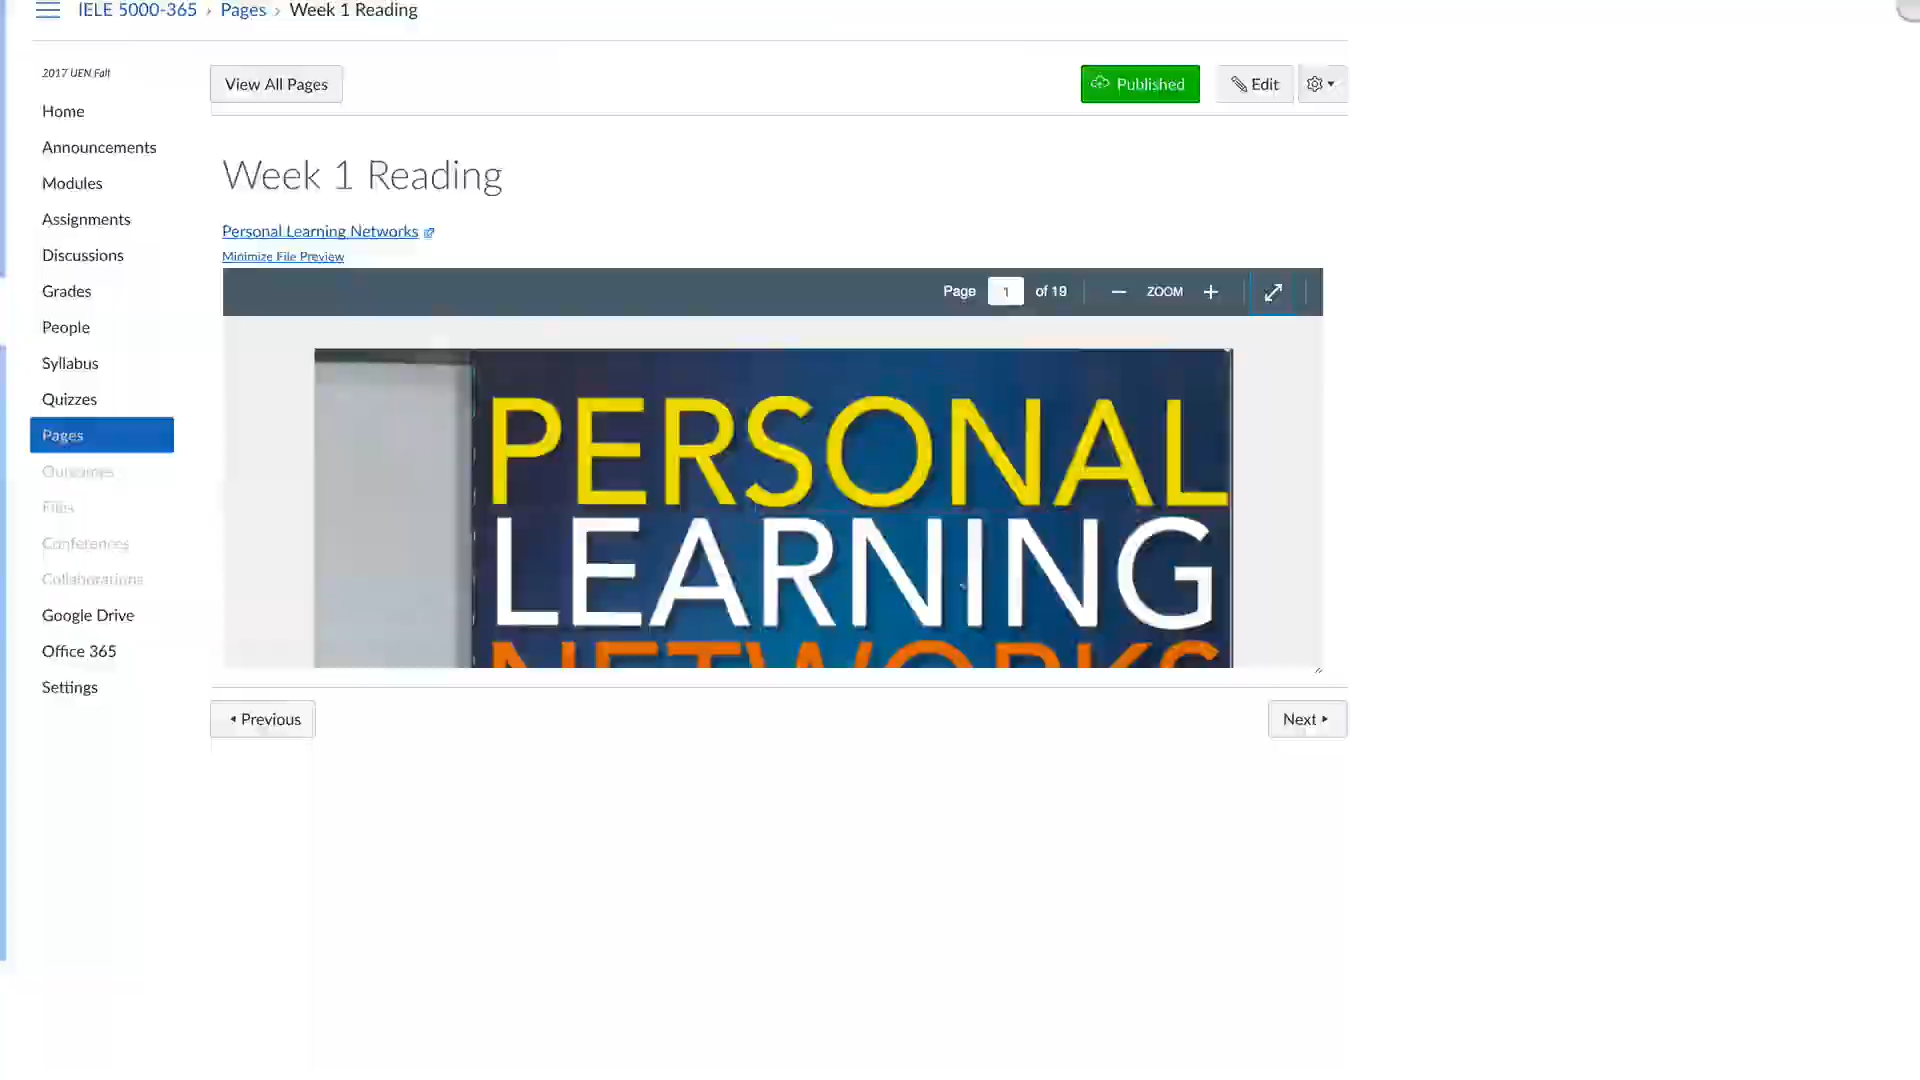 IELE 5000-365 › Pages › Week 1 Reading
2017 UEN Fall
Home
Announcements
Modules
Assignments
Discussions
Grades
People
Syllabus
Quizzes
Pages
Outcomes
Files
Conferences
Collaborations
Google Drive
Office 365
Settings
View All Pages
Published
Edit
Week 1 Reading
Personal Learning Networks
Minimize File Preview
Page 1 of 19
ZOOM
PERSONAL
LEARNING
NETWORKS
Previous
Next